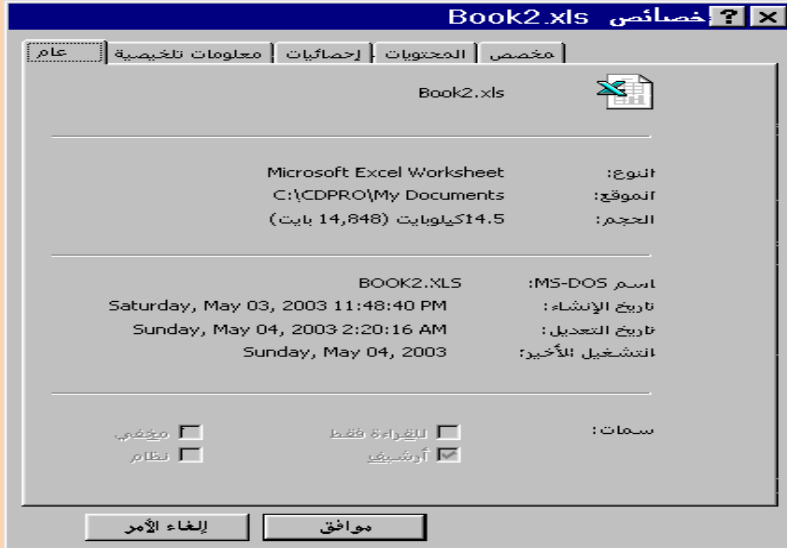 خصائص Book2.xls
عام معلومات تلخيصية إحصائيات المحتويات مخصص
Book2.xls
النوع: Microsoft Excel Worksheet
الموقع: C:\CDPRO\My Documents
الحجم: 14.5كيلوبايت (14,848 بايت)
اسم MS-DOS: BOOK2.XLS
تاريخ الإنشاء: Saturday, May 03, 2003 11:48:40 PM
تاريخ التعديل: Sunday, May 04, 2003 2:20:16 AM
التشغيل الأخير: Sunday, May 04, 2003
سمات: للقراءة فقط مخفي
أرشيف نظام
موافق إلغاء الأمر